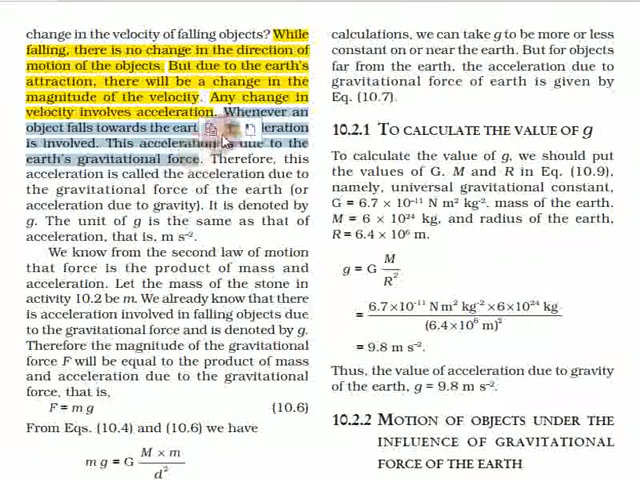 change in the velocity of falling objects? While
falling, there is no change in the direction of
motion of the objects. But due to the earth's
attraction, there will be a change in the
magnitude of the velocity. Any change in
velocity involves acceleration. Whenever an
object falls towards the eart leration
is involved. This acceleration is due to the
earth's gravitational force. Therefore, this
acceleration is called the acceleration due to
the gravitational force of the earth (or
acceleration due to gravity). It is denoted by
g. The unit of g is the same as that of
acceleration, that is, m s⁻².
We know from the second law of motion
that force is the product of mass and
acceleration. Let the mass of the stone in
activity 10.2 be m. We already know that there
is acceleration involved in falling objects due
to the gravitational force and is denoted by g.
Therefore the magnitude of the gravitational
force F will be equal to the product of mass
and acceleration due to the gravitational
force, that is,
F = m g (10.6)
From Eqs. (10.4) and (10.6) we have
m g = G M × m / d²
calculations, we can take g to be more or less
constant on or near the earth. But for objects
far from the earth, the acceleration due to
gravitational force of earth is given by
Eq. (10.7).
10.2.1 TO CALCULATE THE VALUE OF g
To calculate the value of g, we should put
the values of G, M and R in Eq. (10.9),
namely, universal gravitational constant,
G = 6.7 × 10⁻¹¹ N m² kg⁻², mass of the earth,
M = 6 × 10²⁴ kg, and radius of the earth,
R = 6.4 × 10⁶ m.
g = G M / R²
= 6.7×10⁻¹¹ N m² kg⁻²×6×10²⁴ kg / (6.4×10⁶ m)²
= 9.8 m s⁻².
Thus, the value of acceleration due to gravity
of the earth, g = 9.8 m s⁻².
10.2.2 MOTION OF OBJECTS UNDER THE
INFLUENCE OF GRAVITATIONAL
FORCE OF THE EARTH